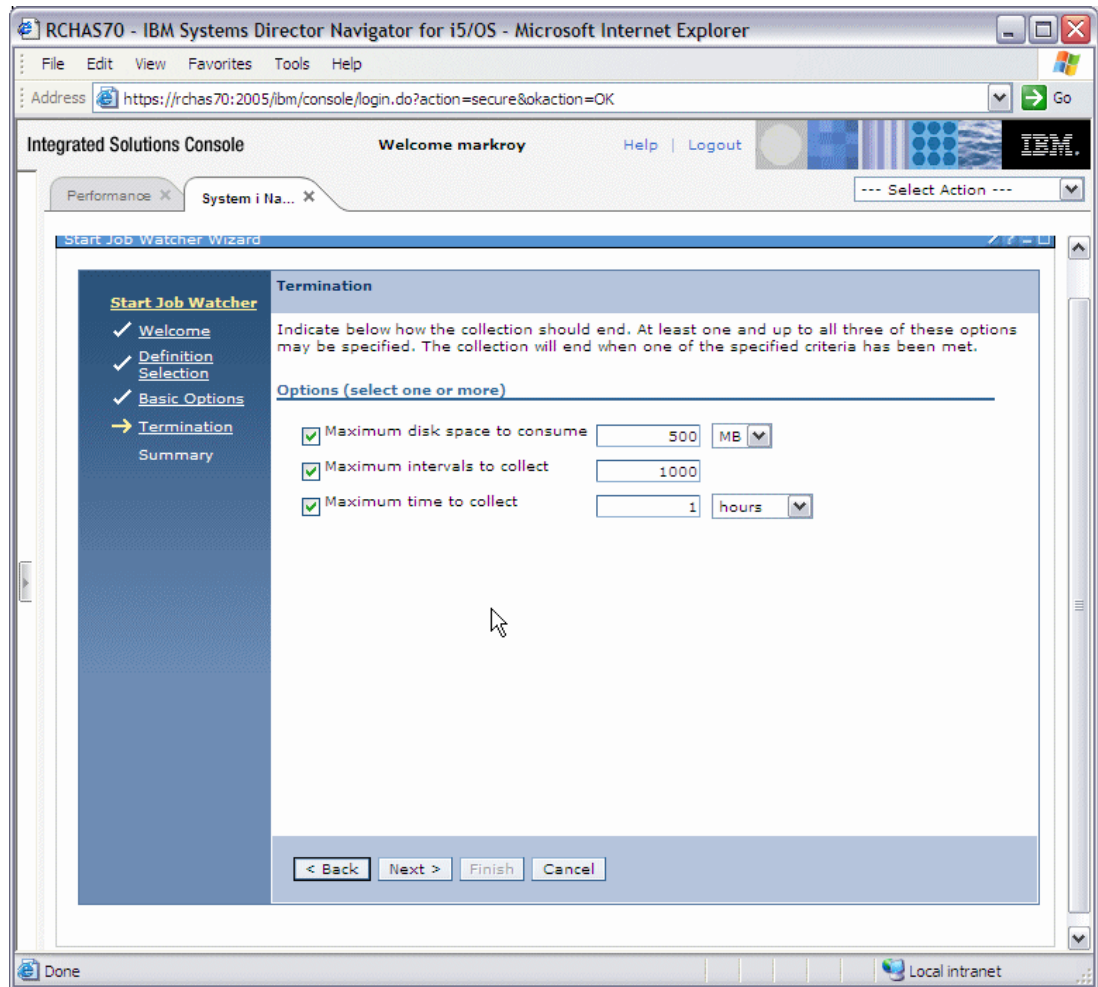 RCHAS70 - IBM Systems Director Navigator for i5/OS - Microsoft Internet Explorer
File Edit View Favorites Tools Help
Address https://rchas70:2005/ibm/console/login.do?action=secure&okaction=OK Go
Integrated Solutions Console Welcome markroy Help | Logout IBM.
Performance System i Na... --- Select Action ---
Start Job Watcher Wizard
Start Job Watcher
Welcome
Definition
Selection
Basic Options
Termination
Summary
Termination
Indicate below how the collection should end. At least one and up to all three of these options
may be specified. The collection will end when one of the specified criteria has been met.
Options (select one or more)
Maximum disk space to consume 500 MB
Maximum intervals to collect 1000
Maximum time to collect 1 hours
< Back Next > Finish Cancel
Done Local intranet